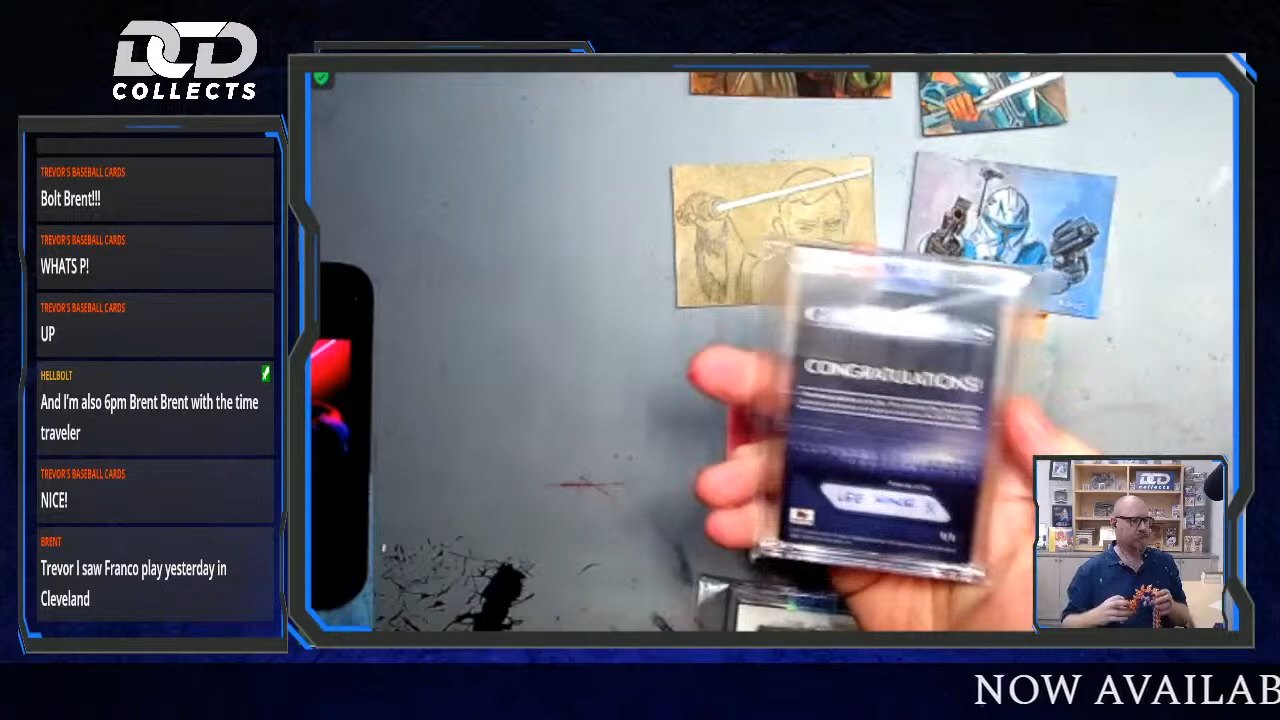 DCD
COLLECTS
TREVOR'S BASEBALL CARDS
Bolt Brent!!!
TREVOR'S BASEBALL CARDS
WHATS P!
TREVOR'S BASEBALL CARDS
UP
HELLBOLT
And I'm also 6pm Brent Brent with the time
traveler
TREVOR'S BASEBALL CARDS
NICE!
BRENT
Trevor I saw Franco play yesterday in
Cleveland
CONGRATULATIONS!
DCD
COLLECTS
NOW AVAILAB